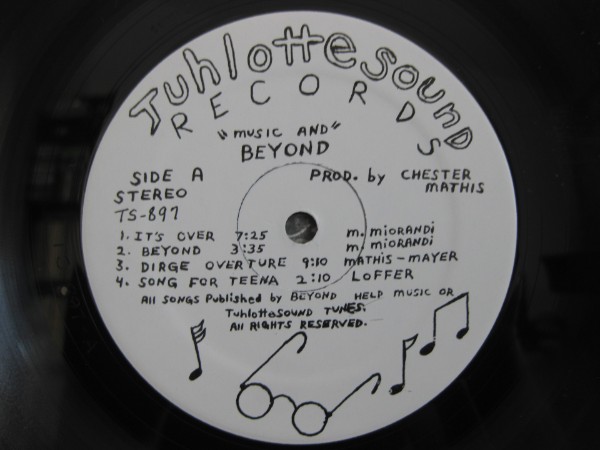 Tuhlottesound
RECORDS
"MUSIC AND"
BEYOND
SIDE A
STEREO
TS-897
PROD. by CHESTER
MATHIS
1. IT'S OVER 7:25 M. MIORANDI
2. BEYOND 3:35 M. MIORANDI
3. DIRGE OVERTURE 9:10 MATHIS-MAYER
4. SONG FOR TEENA 2:10 LOFFER
All SONGS Published by BEYOND HELP MUSIC OR
TuhlotteSOUND TUNES.
All RIGHTS RESERVED.